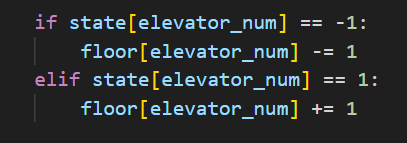 if state[elevator_num] == -1:
    floor[elevator_num] -= 1
elif state[elevator_num] == 1:
    floor[elevator_num] += 1